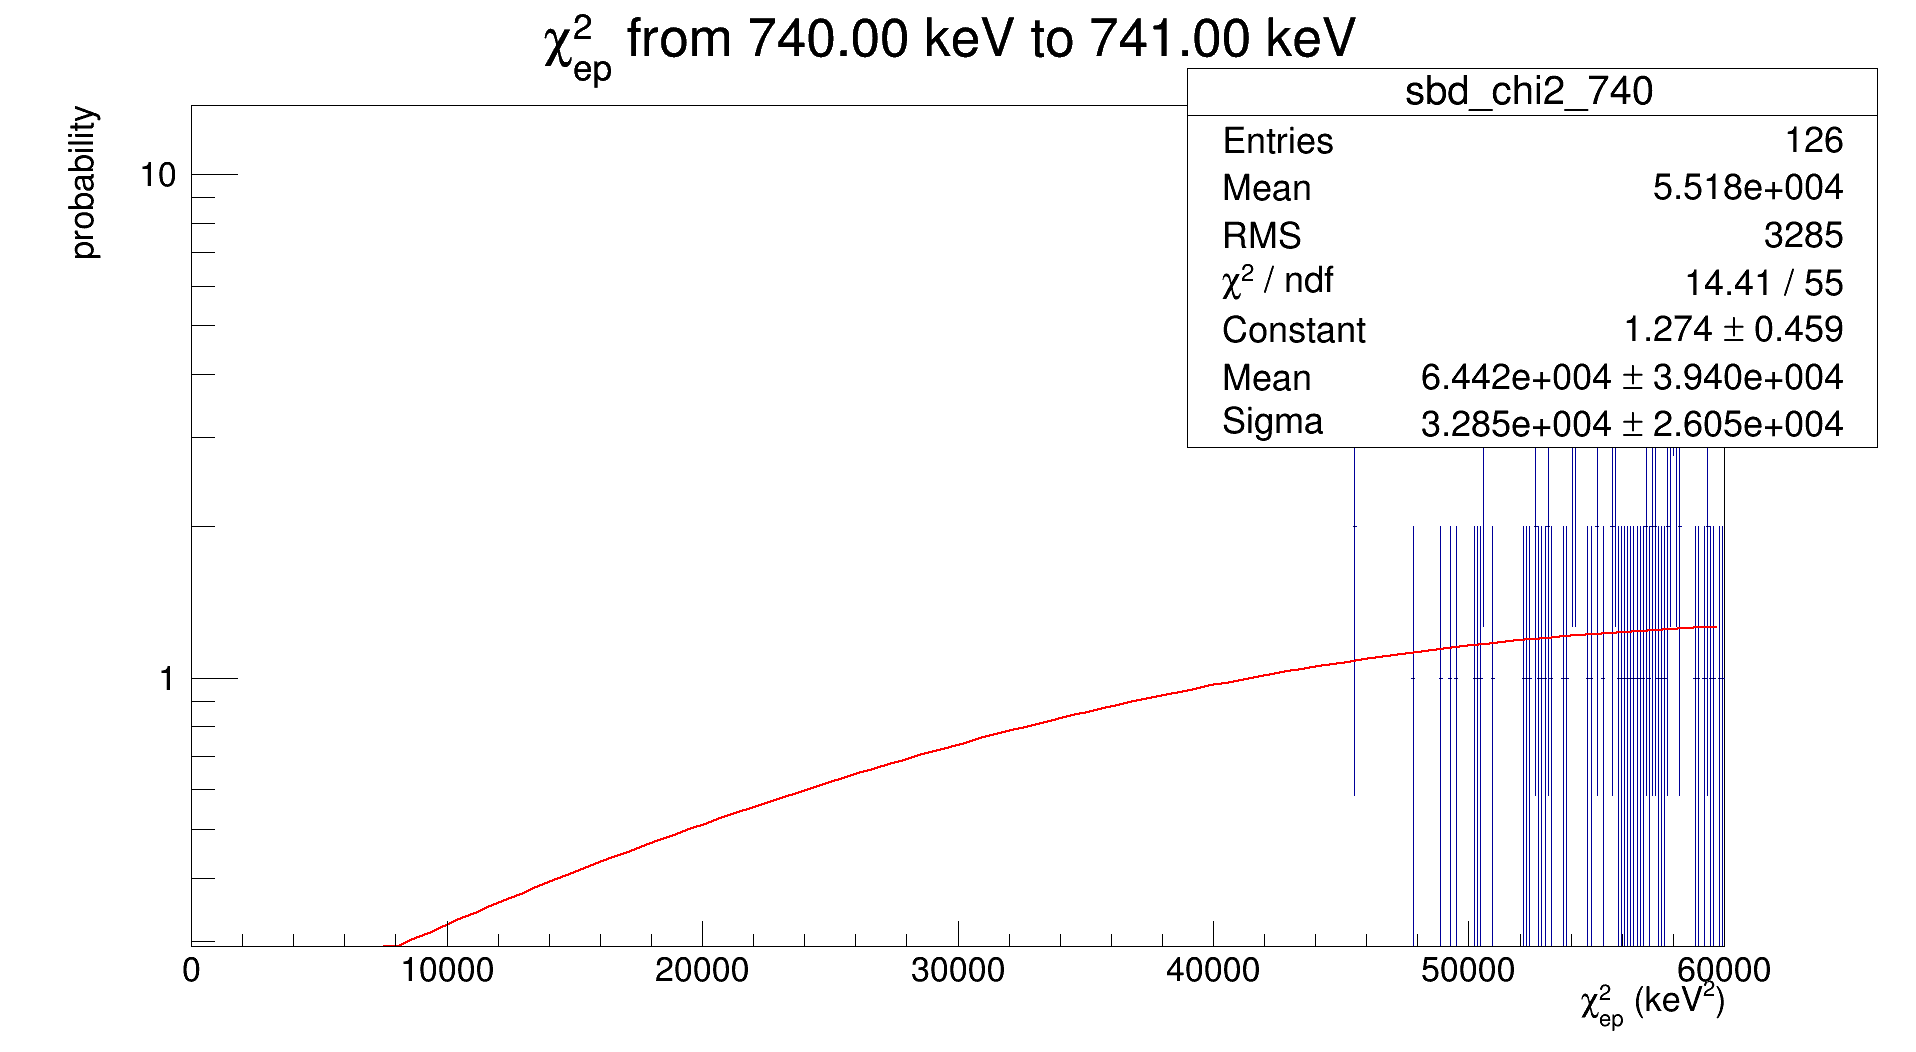 χ²ep from 740.00 keV to 741.00 keV
sbd_chi2_740
Entries 126
Mean 5.518e+004
RMS 3285
χ² / ndf 14.41 / 55
Constant 1.274 ± 0.459
Mean 6.442e+004 ± 3.940e+004
Sigma 3.285e+004 ± 2.605e+004
probability
10
1
0 10000 20000 30000 40000 50000 60000
χ²ep (keV²)